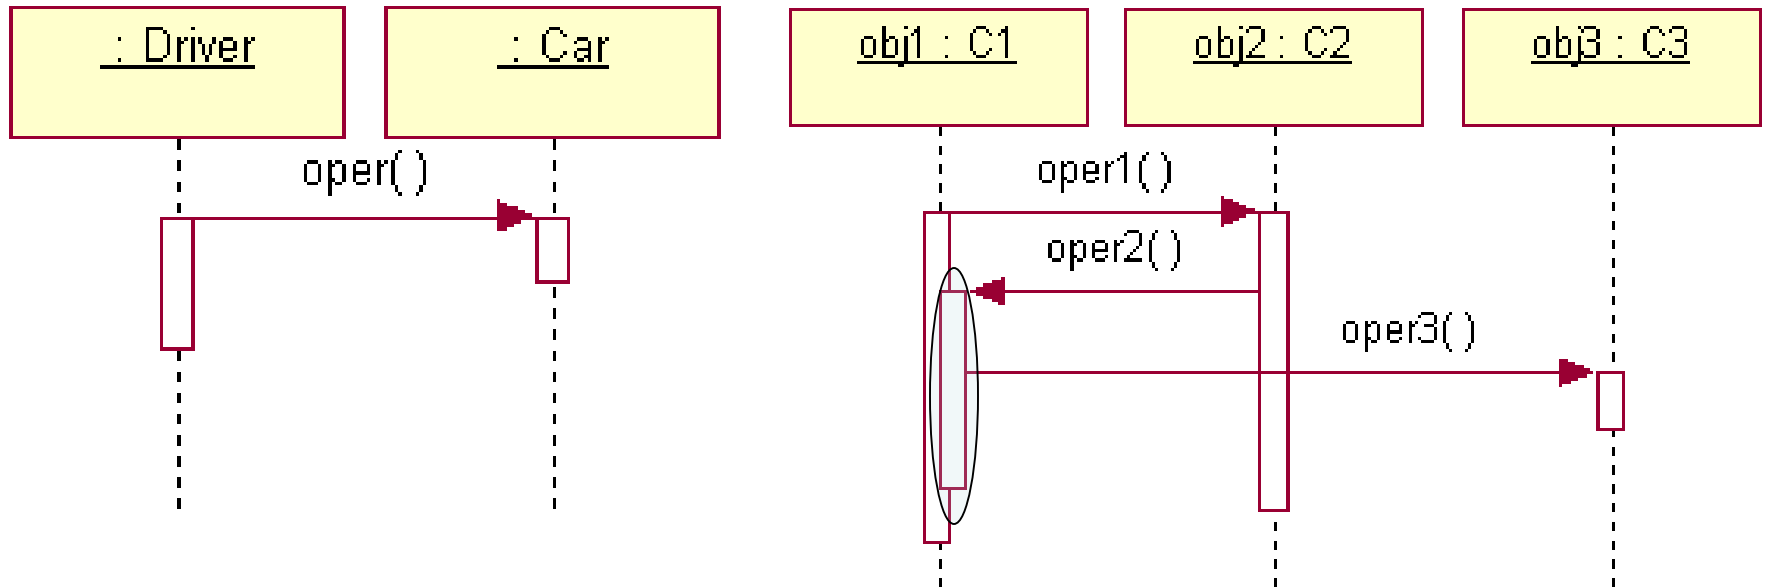 : Driver
: Car
oper( )
obj1 : C1
obj2 : C2
obj3 : C3
oper1( )
oper2( )
oper3( )